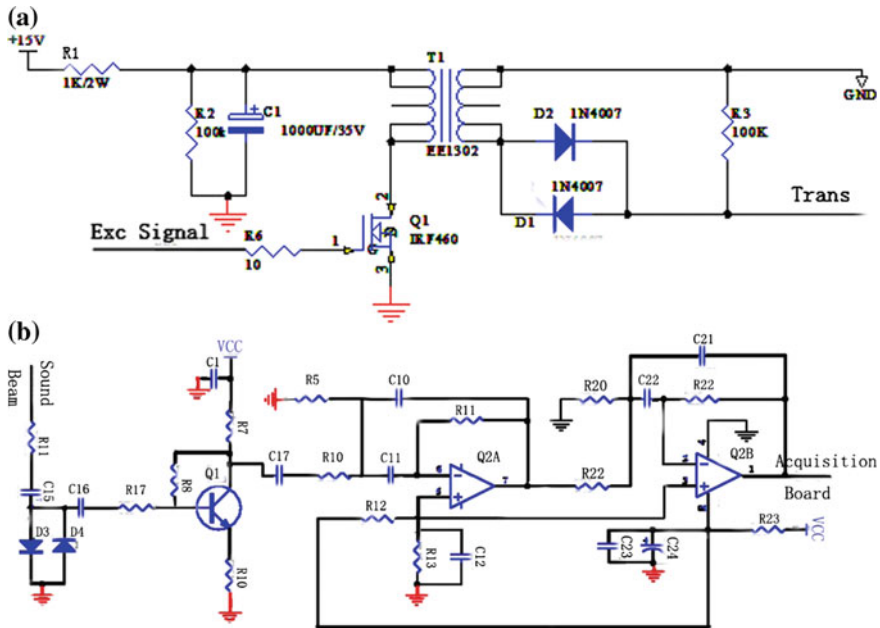 (a)
+15V
R1
1K/2W
R2
100k
C1
1000UF/35V
T1
EE1302
D2
1N4007
1N4007
D1
R3
100K
GND
Trans
Exc Signal
R6
10
1
2
3
G
D
Q1
IRF460
(b)
Sound
Beam
R11
C15
D3
D4
C16
R17
R8
Q1
C1
VCC
R7
R10
C17
R5
R10
C10
C11
R11
6
5
7
Q2A
R12
R13
C12
R22
R20
C22
C21
R22
2
3
4
1
8
Q2B
Acquisition
Board
C23
C24
R23
VCC